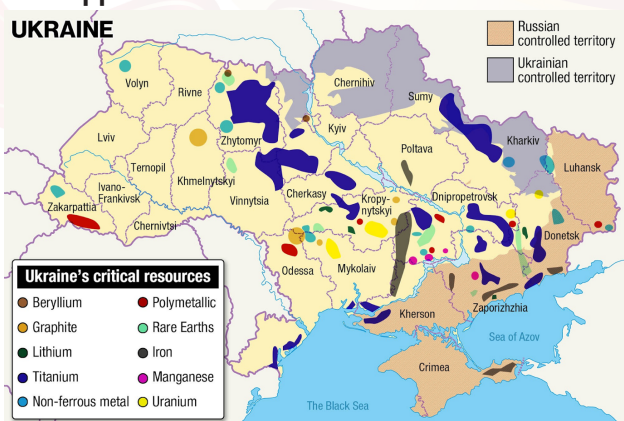 UKRAINE
Russian
controlled territory
Ukrainian
controlled territory
Volyn
Rivne
Chernihiv
Sumy
Kyiv
Zhytomyr
Lviv
Poltava
Kharkiv
Luhansk
Ternopil
Khmelnytskyi
Ivano-
Frankivsk
Vinnytsia
Cherkasy
Kropy-
nytskyi
Dnipropetrovsk
Zakarpattia
Chernivtsi
Donetsk
Odessa
Mykolaiv
Kherson
Zaporizhzhia
Sea of Azov
Crimea
The Black Sea
Ukraine's critical resources
Beryllium
Graphite
Lithium
Titanium
Non-ferrous metal
Polymetallic
Rare Earths
Iron
Manganese
Uranium